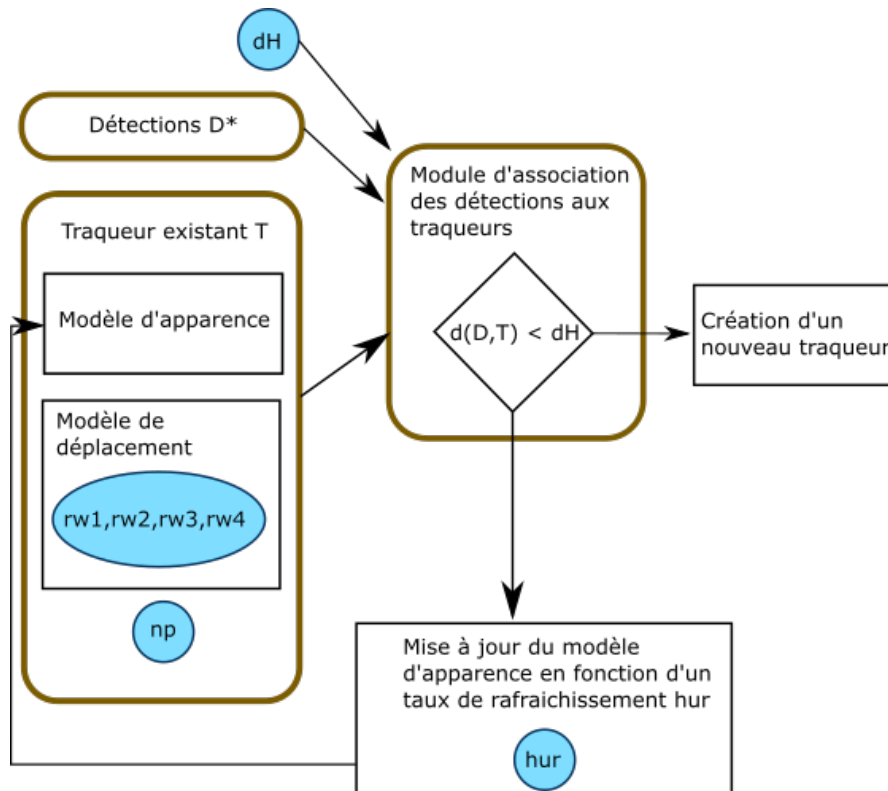 dH
Détections D*
Traqueur existant T
Modèle d'apparence
Modèle de
déplacement
rw1,rw2,rw3,rw4
np
Module d'association
des détections aux
traqueurs
d(D,T) < dH
Création d'un
nouveau traqueur
Mise à jour du modèle
d'apparence en fonction d'un
taux de rafraichissement hur
hur